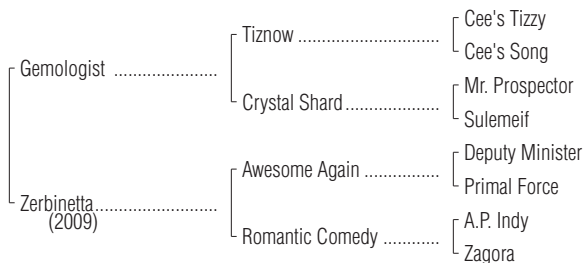 Cee's Tizzy
Tiznow ................................
Cee's Song
Gemologist .......................
Mr. Prospector
Crystal Shard.....................
Sulemeif
Deputy Minister
Awesome Again .................
Primal Force
Zerbinetta...........................
(2009)
A.P. Indy
Romantic Comedy ............
Zagora